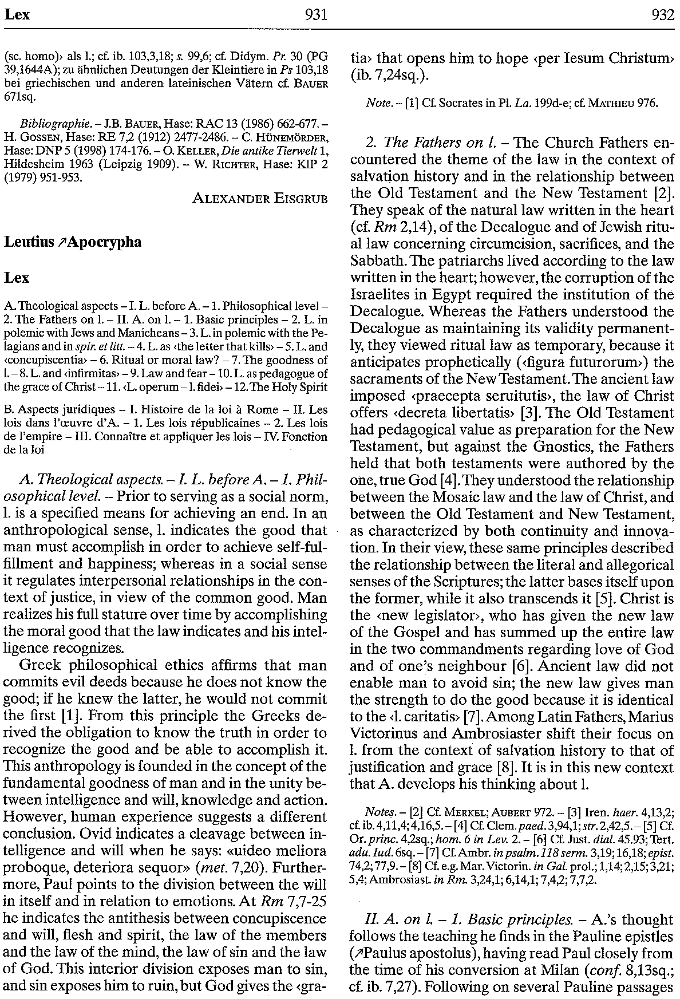 Lex 931 932
(sc. homo)› als l.; cf. ib. 103,3,18; s. 99,6; cf. Didym. Pr. 30 (PG
39,1644A); zu ähnlichen Deutungen der Kleintiere in Ps 103,18
bei griechischen und anderen lateinischen Vätern cf. BAUER
671sq.
Bibliographie. – J.B. BAUER, Hase: RAC 13 (1986) 662-677. –
H. GOSSEN, Hase: RE 7,2 (1912) 2477-2486. – C. HÜNEMÖRDER,
Hase: DNP 5 (1998) 174-176. – O. KELLER, Die antike Tierwelt 1,
Hildesheim 1963 (Leipzig 1909). – W. RICHTER, Hase: KlP 2
(1979) 951-953.
ALEXANDER EISGRUB
Leutius ↗Apocrypha
Lex
A. Theological aspects – I. L. before A. – 1. Philosophical level –
2. The Fathers on l. – II. A. on l. – 1. Basic principles – 2. L. in
polemic with Jews and Manicheans – 3. L. in polemic with the Pe-
lagians and in spir. et litt. – 4. L. as ‹the letter that kills› – 5. L. and
‹concupiscentia› – 6. Ritual or moral law? – 7. The goodness of
l. – 8. L. and ‹infirmitas› – 9. Law and fear – 10. L. as pedagogue of
the grace of Christ – 11. ‹L. operum – l. fidei› – 12. The Holy Spirit
B. Aspects juridiques – I. Histoire de la loi à Rome – II. Les
lois dans l'œuvre d'A. – 1. Les lois républicaines – 2. Les lois
de l'empire – III. Connaître et appliquer les lois – IV. Fonction
de la loi
A. Theological aspects. – I. L. before A. – 1. Phil-
osophical level. – Prior to serving as a social norm,
l. is a specified means for achieving an end. In an
anthropological sense, l. indicates the good that
man must accomplish in order to achieve self-ful-
fillment and happiness; whereas in a social sense
it regulates interpersonal relationships in the con-
text of justice, in view of the common good. Man
realizes his full stature over time by accomplishing
the moral good that the law indicates and his intel-
ligence recognizes.
Greek philosophical ethics affirms that man
commits evil deeds because he does not know the
good; if he knew the latter, he would not commit
the first [1]. From this principle the Greeks de-
rived the obligation to know the truth in order to
recognize the good and be able to accomplish it.
This anthropology is founded in the concept of the
fundamental goodness of man and in the unity be-
tween intelligence and will, knowledge and action.
However, human experience suggests a different
conclusion. Ovid indicates a cleavage between in-
telligence and will when he says: «uideo meliora
proboque, deteriora sequor» (met. 7,20). Further-
more, Paul points to the division between the will
in itself and in relation to emotions. At Rm 7,7-25
he indicates the antithesis between concupiscence
and will, flesh and spirit, the law of the members
and the law of the mind, the law of sin and the law
of God. This interior division exposes man to sin,
and sin exposes him to ruin, but God gives the ‹gra-
tia› that opens him to hope ‹per Iesum Christum›
(ib. 7,24sq.).
Note. – [1] Cf. Socrates in Pl. La. 199d-e; cf. MATHIEU 976.
2. The Fathers on l. – The Church Fathers en-
countered the theme of the law in the context of
salvation history and in the relationship between
the Old Testament and the New Testament [2].
They speak of the natural law written in the heart
(cf. Rm 2,14), of the Decalogue and of Jewish ritu-
al law concerning circumcision, sacrifices, and the
Sabbath. The patriarchs lived according to the law
written in the heart; however, the corruption of the
Israelites in Egypt required the institution of the
Decalogue. Whereas the Fathers understood the
Decalogue as maintaining its validity permanent-
ly, they viewed ritual law as temporary, because it
anticipates prophetically (‹figura futurorum›) the
sacraments of the New Testament. The ancient law
imposed ‹praecepta seruitutis›, the law of Christ
offers ‹decreta libertatis› [3]. The Old Testament
had pedagogical value as preparation for the New
Testament, but against the Gnostics, the Fathers
held that both testaments were authored by the
one, true God [4]. They understood the relationship
between the Mosaic law and the law of Christ, and
between the Old Testament and New Testament,
as characterized by both continuity and innova-
tion. In their view, these same principles described
the relationship between the literal and allegorical
senses of the Scriptures; the latter bases itself upon
the former, while it also transcends it [5]. Christ is
the ‹new legislator›, who has given the new law
of the Gospel and has summed up the entire law
in the two commandments regarding love of God
and of one's neighbour [6]. Ancient law did not
enable man to avoid sin; the new law gives man
the strength to do the good because it is identical
to the ‹l. caritatis› [7]. Among Latin Fathers, Marius
Victorinus and Ambrosiaster shift their focus on
l. from the context of salvation history to that of
justification and grace [8]. It is in this new context
that A. develops his thinking about l.
Notes. – [2] Cf. MERKEL; AUBERT 972. – [3] Iren. haer. 4,13,2;
cf. ib. 4,11,4; 4,16,5. – [4] Cf. Clem. paed. 3,94,1; str. 2,42,5. – [5] Cf.
Or. princ. 4,2sq.; hom. 6 in Lev. 2. – [6] Cf. Just. dial. 45.93; Tert.
adu. Iud. 6sq. – [7] Cf. Ambr. in psalm. 118 serm. 3,19; 16,18; epist.
74,2; 77,9. – [8] Cf. e.g. Mar. Victorin. in Gal. prol.; 1,14; 2,15; 3,21;
5,4; Ambrosiast. in Rm. 3,24,1; 6,14,1; 7,4,2; 7,7,2.
II. A. on l. – 1. Basic principles. – A.'s thought
follows the teaching he finds in the Pauline epistles
(↗Paulus apostolus), having read Paul closely from
the time of his conversion at Milan (conf. 8,13sq.;
cf. ib. 7,27). Following on several Pauline passages